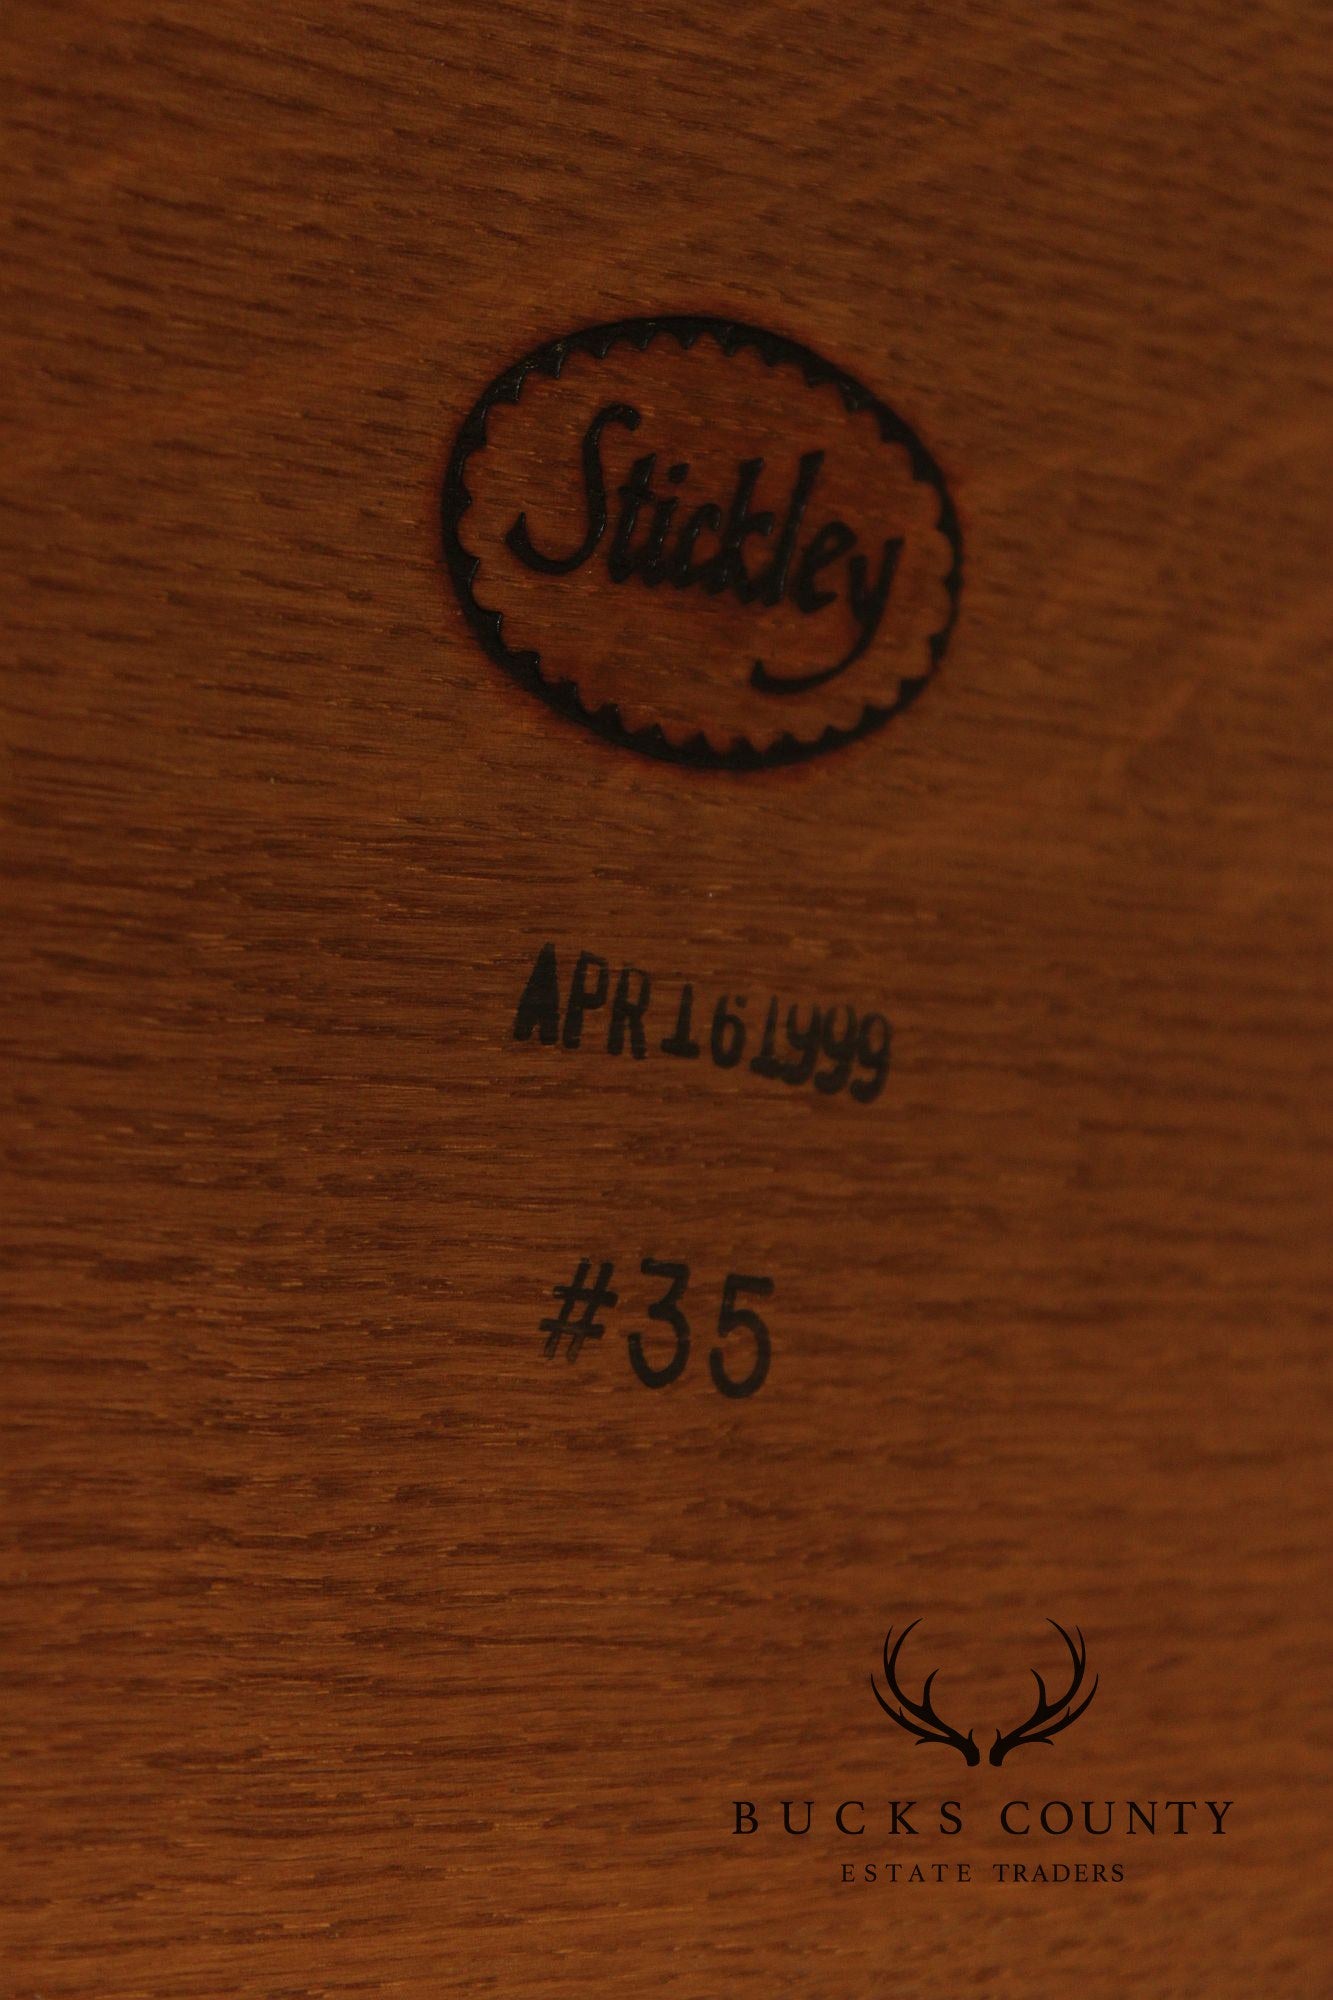 Stickley
APR 16 1999
#35
BUCKS COUNTY
ESTATE TRADERS